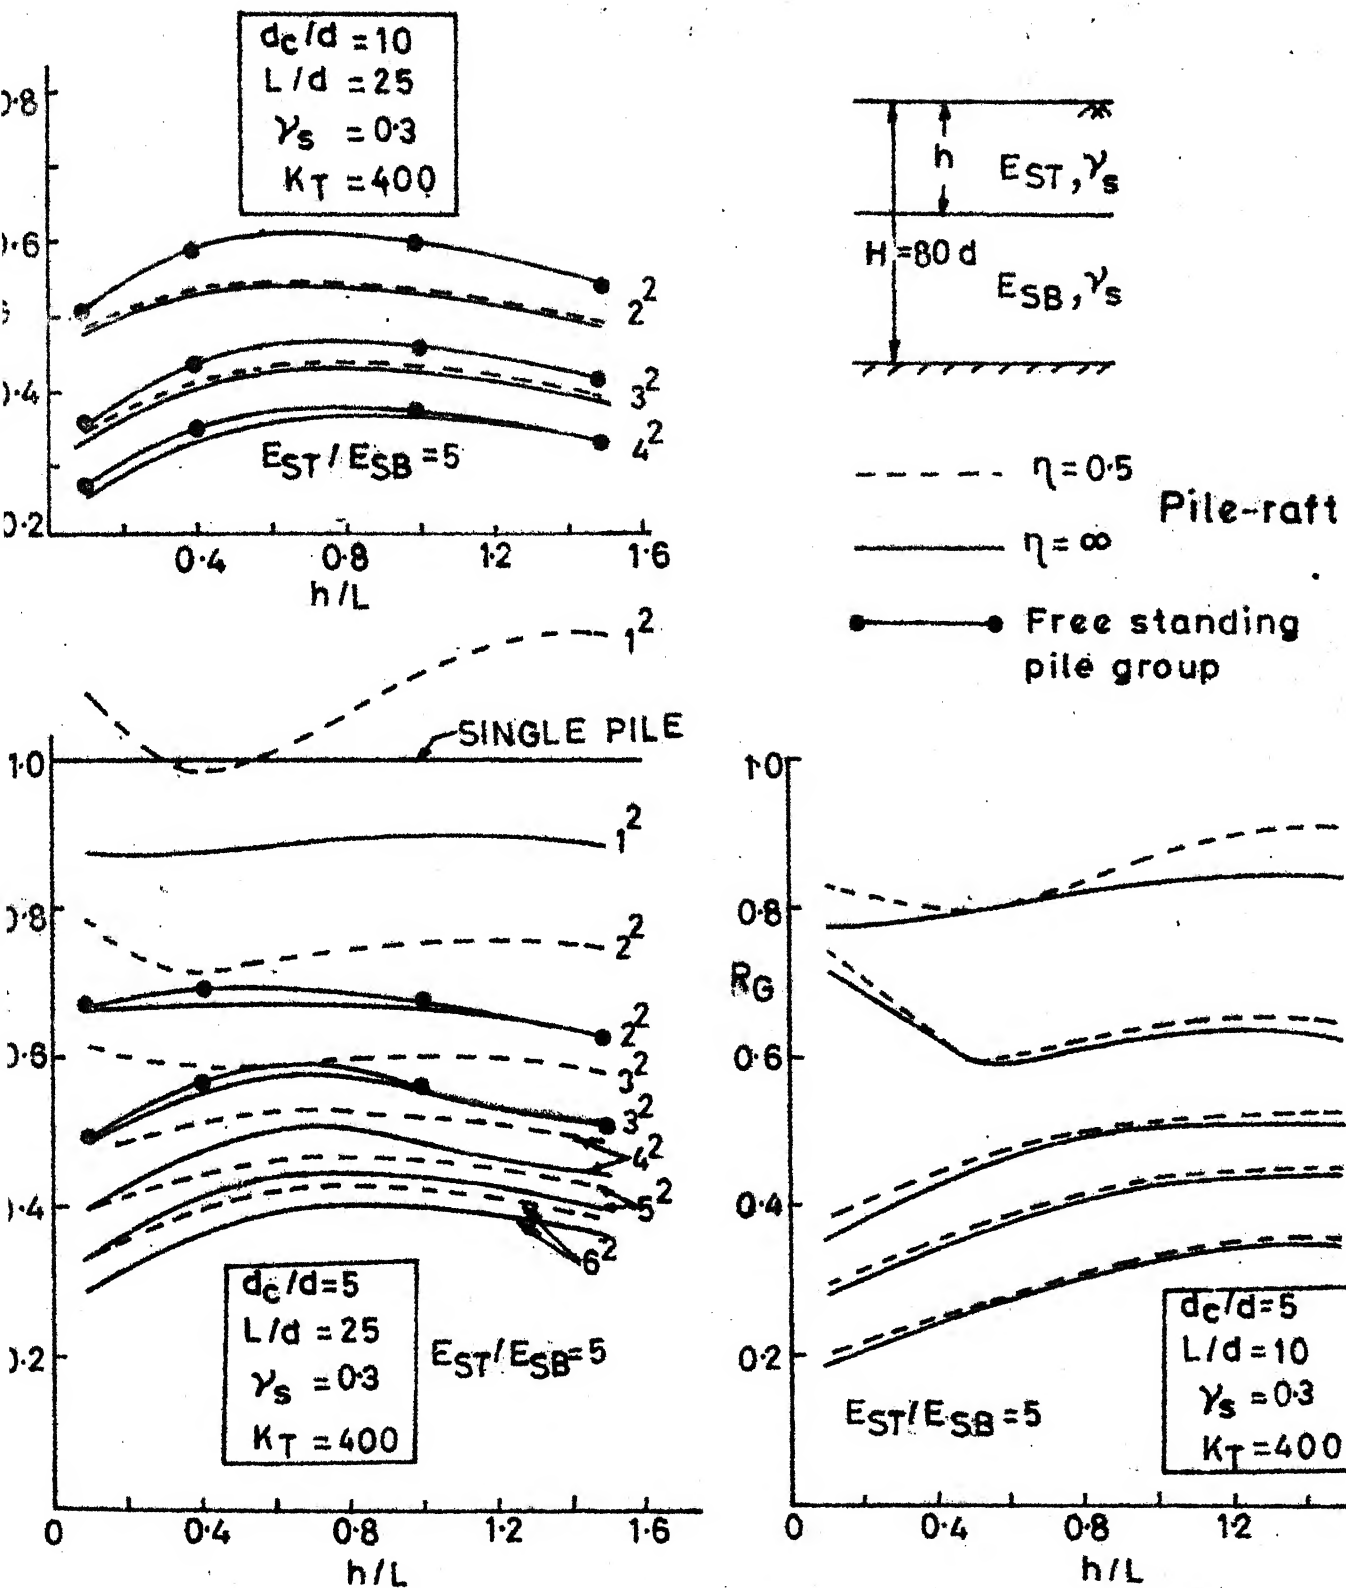 dc/d = 10
L/d = 25
γs = 0.3
KT = 400
0.8
0.6
0.4
0.2
2²
3²
4²
EST/ESB = 5
0.4 0.8 1.2 1.6
h/L
h
EST, γs
H = 80 d
ESB, γs
η = 0.5
Pile-raft
η = ∞
Free standing
pile group
1²
SINGLE PILE
1.0
1²
0.8
2²
2²
0.6
3²
3²
4²
0.4
5²
6²
dc/d = 5
L/d = 25
γs = 0.3
KT = 400
EST/ESB = 5
0.2
0 0.4 0.8 1.2 1.6
h/L
1.0
0.8
RG
0.6
0.4
0.2
dc/d = 5
L/d = 10
γs = 0.3
KT = 400
EST/ESB = 5
0 0.4 0.8 1.2
h/L